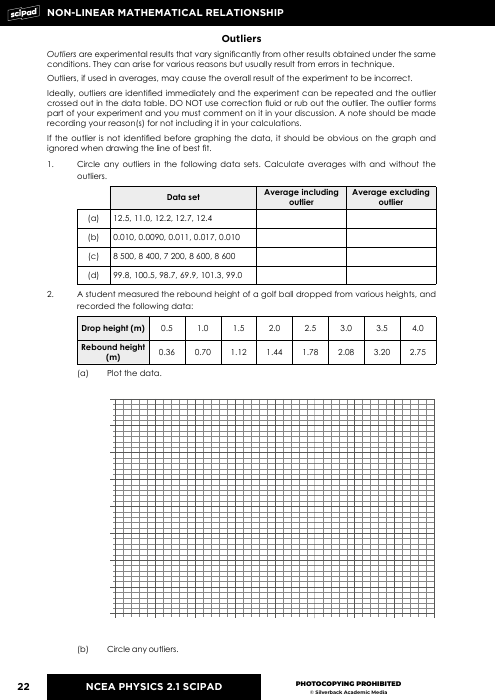 scipad NON-LINEAR MATHEMATICAL RELATIONSHIP
Outliers
Outliers are experimental results that vary significantly from other results obtained under the same
conditions. They can arise for various reasons but usually result from errors in technique.
Outliers, if used in averages, may cause the overall result of the experiment to be incorrect.
Ideally, outliers are identified immediately and the experiment can be repeated and the outlier
crossed out in the data table. DO NOT use correction fluid or rub out the outlier. The outlier forms
part of your experiment and you must comment on it in your discussion. A note should be made
recording your reason(s) for not including it in your calculations.
If the outlier is not identified before graphing the data, it should be obvious on the graph and
ignored when drawing the line of best fit.
1. Circle any outliers in the following data sets. Calculate averages with and without the
outliers.
Data set Average including outlier Average excluding outlier
(a) 12.5, 11.0, 12.2, 12.7, 12.4
(b) 0.010, 0.0090, 0.011, 0.017, 0.010
(c) 8 500, 8 400, 7 200, 8 600, 8 600
(d) 99.8, 100.5, 98.7, 69.9, 101.3, 99.0
2. A student measured the rebound height of a golf ball dropped from various heights, and
recorded the following data:
Drop height (m) 0.5 1.0 1.5 2.0 2.5 3.0 3.5 4.0
Rebound height (m) 0.36 0.70 1.12 1.44 1.78 2.08 3.20 2.75
(a) Plot the data.
(b) Circle any outliers.
22 NCEA PHYSICS 2.1 SCIPAD PHOTOCOPYING PROHIBITED
© Silverback Academic Media